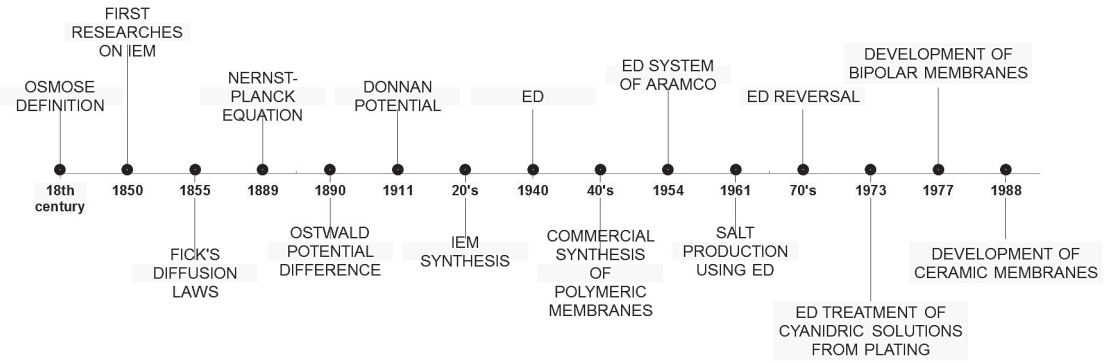 FIRST
RESEARCHES
ON IEM
OSMOSE
DEFINITION
NERNST-
PLANCK
EQUATION
DONNAN
POTENTIAL
ED
ED SYSTEM
OF ARAMCO
ED REVERSAL
DEVELOPMENT OF
BIPOLAR MEMBRANES
18th
century
1850
1855
1889
1890
1911
20's
1940
40's
1954
1961
70's
1973
1977
1988
FICK'S
DIFFUSION
LAWS
OSTWALD
POTENTIAL
DIFFERENCE
IEM
SYNTHESIS
COMMERCIAL
SYNTHESIS
OF
POLYMERIC
MEMBRANES
SALT
PRODUCTION
USING ED
ED TREATMENT OF
CYANIDRIC SOLUTIONS
FROM PLATING
DEVELOPMENT OF
CERAMIC MEMBRANES